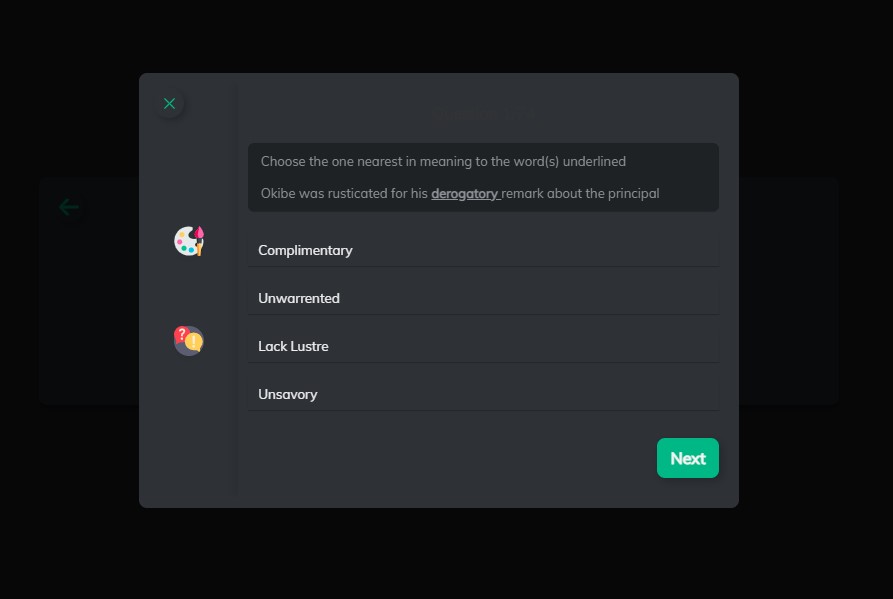 Choose the one nearest in meaning to the word(s) underlined
Okibe was rusticated for his derogatory remark about the principal
Complimentary
Unwarrented
Lack Lustre
Unsavory
Next